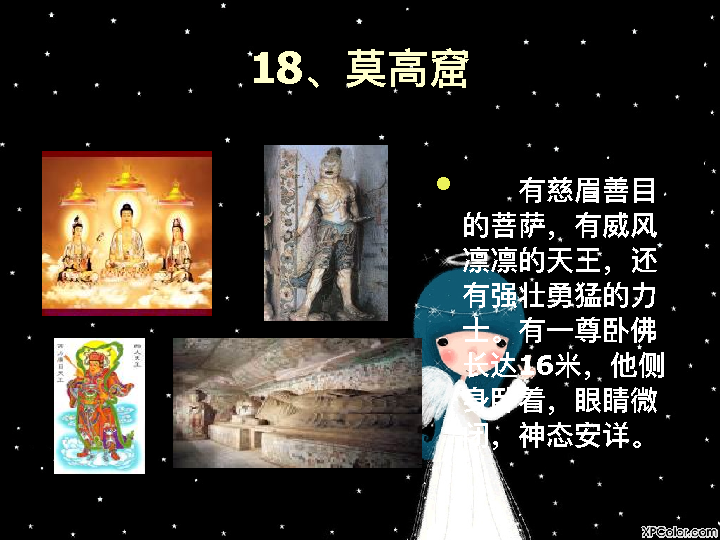 18、莫高窟
有慈眉善目
的菩萨，有威风
凛凛的天王，还
有强壮勇猛的力
士。有一尊卧佛
长达16米，他侧
身卧着，眼睛微
闭，神态安详。
XPColor.com